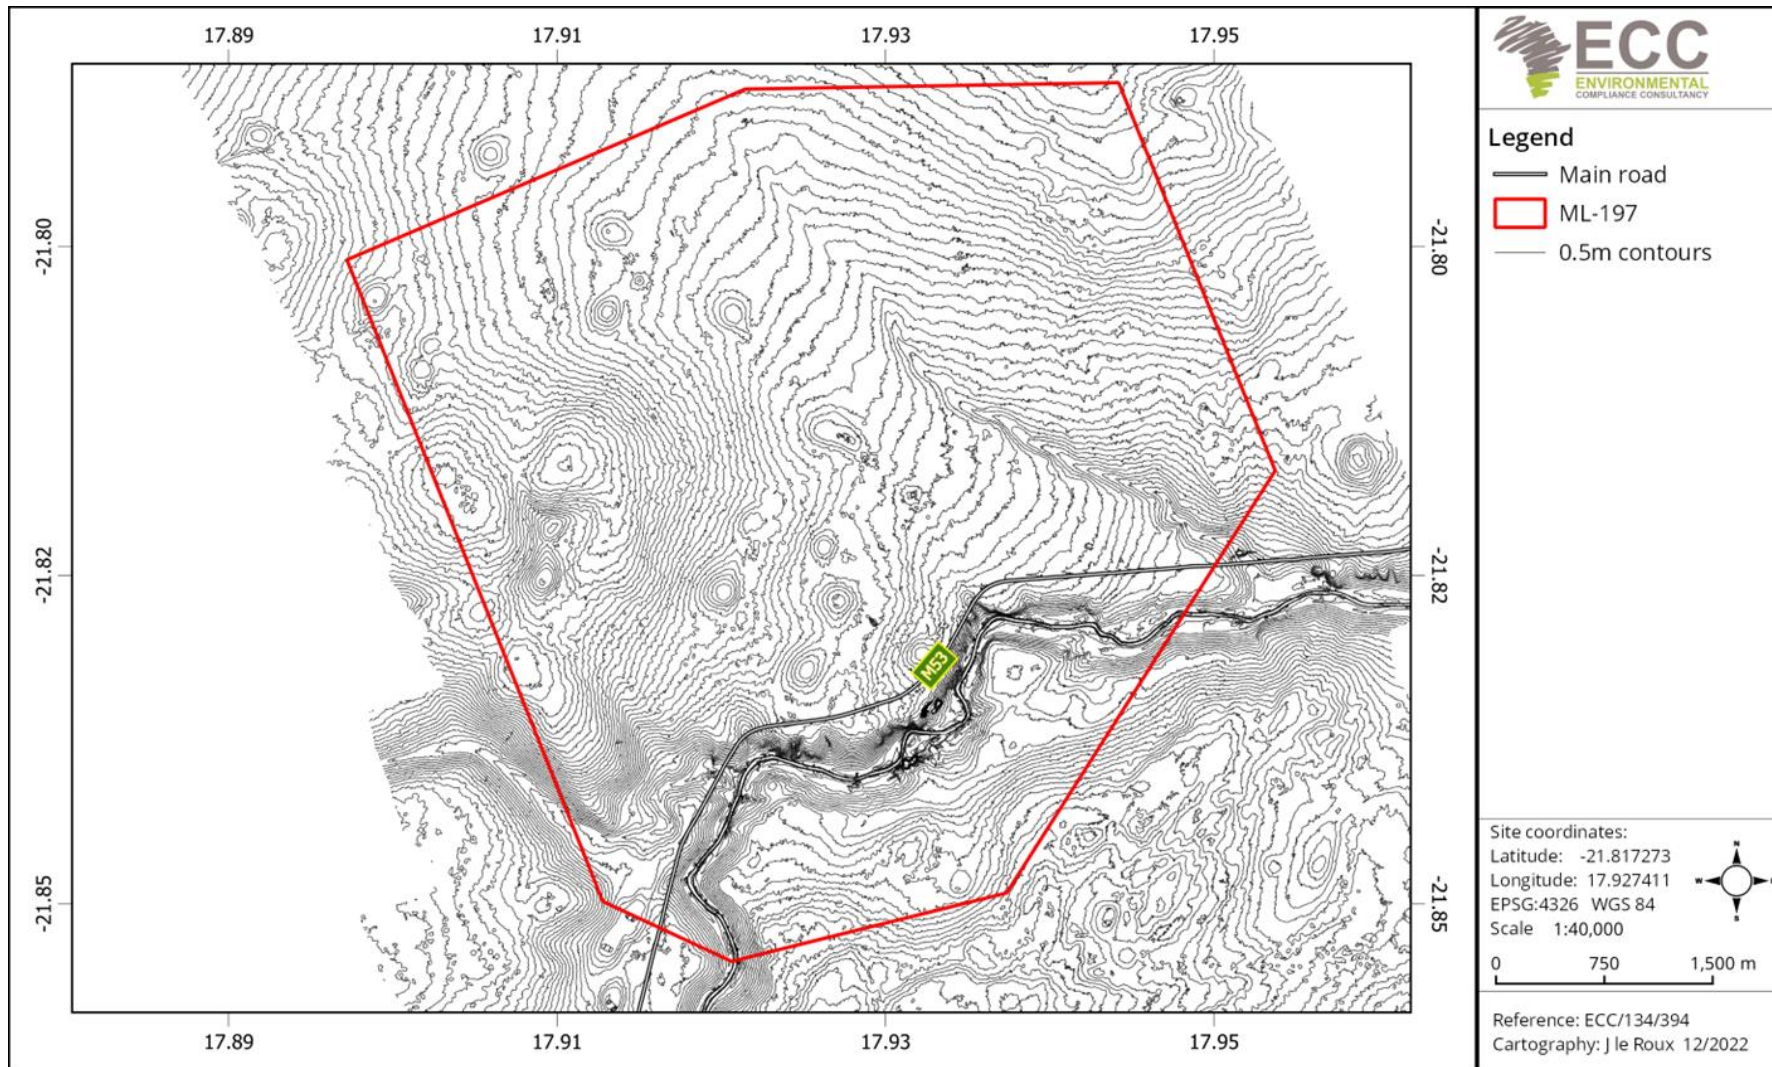 17.89 17.91 17.93 17.95
-21.80 -21.80
-21.82 -21.82
-21.85 -21.85
M53
17.89 17.91 17.93 17.95
ECC
ENVIRONMENTAL
COMPLIANCE CONSULTANCY
Legend
Main road
ML-197
0.5m contours
Site coordinates:
Latitude: -21.817273
Longitude: 17.927411
EPSG:4326 WGS 84
Scale 1:40,000
N
W
S
0 750 1,500 m
Reference: ECC/134/394
Cartography: J le Roux 12/2022